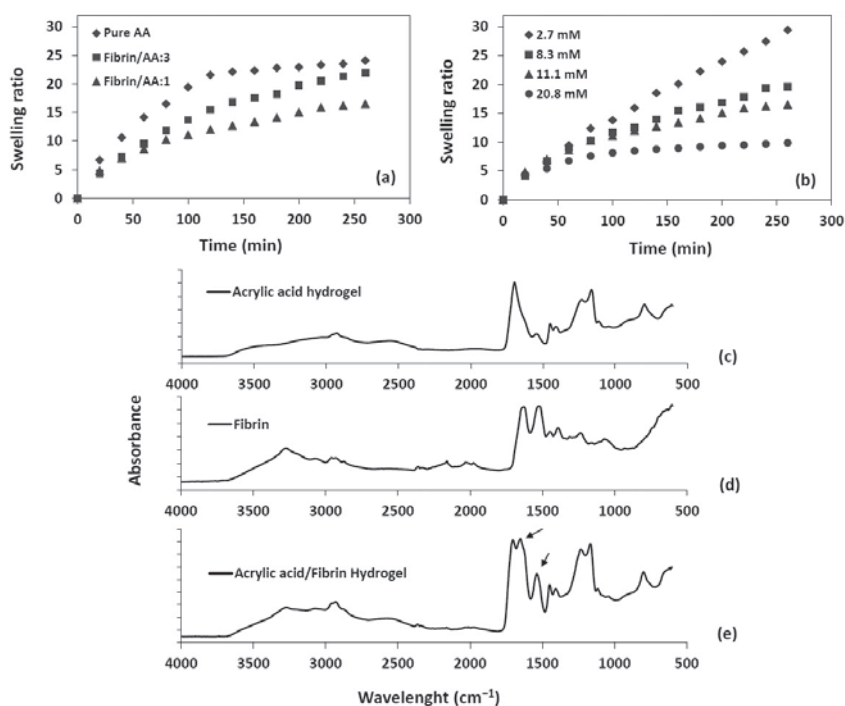 30
25
20
15
10
5
0
Swelling ratio
Pure AA
Fibrin/AA:3
Fibrin/AA:1
(a)
0 50 100 150 200 250 300
Time (min)
30
25
20
15
10
5
0
Swelling ratio
2.7 mM
8.3 mM
11.1 mM
20.8 mM
(b)
0 50 100 150 200 250 300
Time (min)
Acrylic acid hydrogel
(c)
4000 3500 3000 2500 2000 1500 1000 500
Absorbance
Fibrin
(d)
4000 3500 3000 2500 2000 1500 1000 500
Acrylic acid/Fibrin Hydrogel
(e)
4000 3500 3000 2500 2000 1500 1000 500
Wavelenght (cm⁻¹)